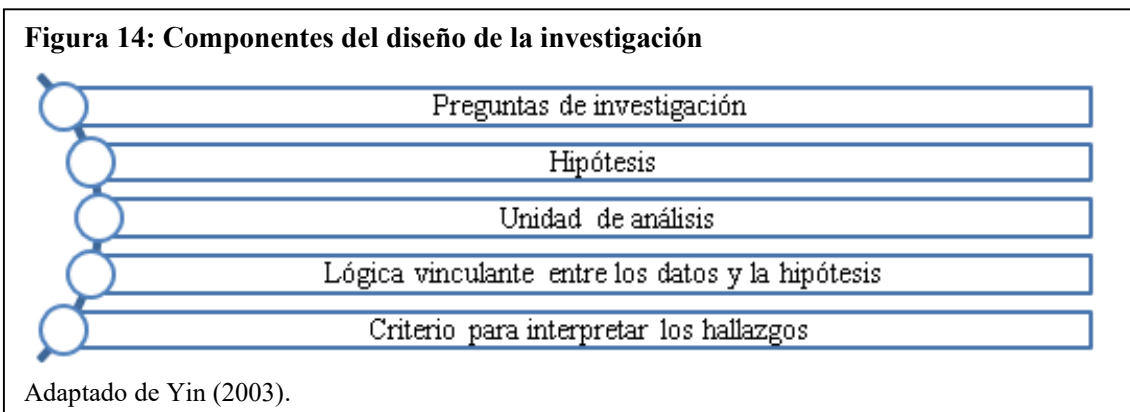 Figura 14: Componentes del diseño de la investigación
Preguntas de investigación
Hipótesis
Unidad de análisis
Lógica vinculante entre los datos y la hipótesis
Criterio para interpretar los hallazgos
Adaptado de Yin (2003).